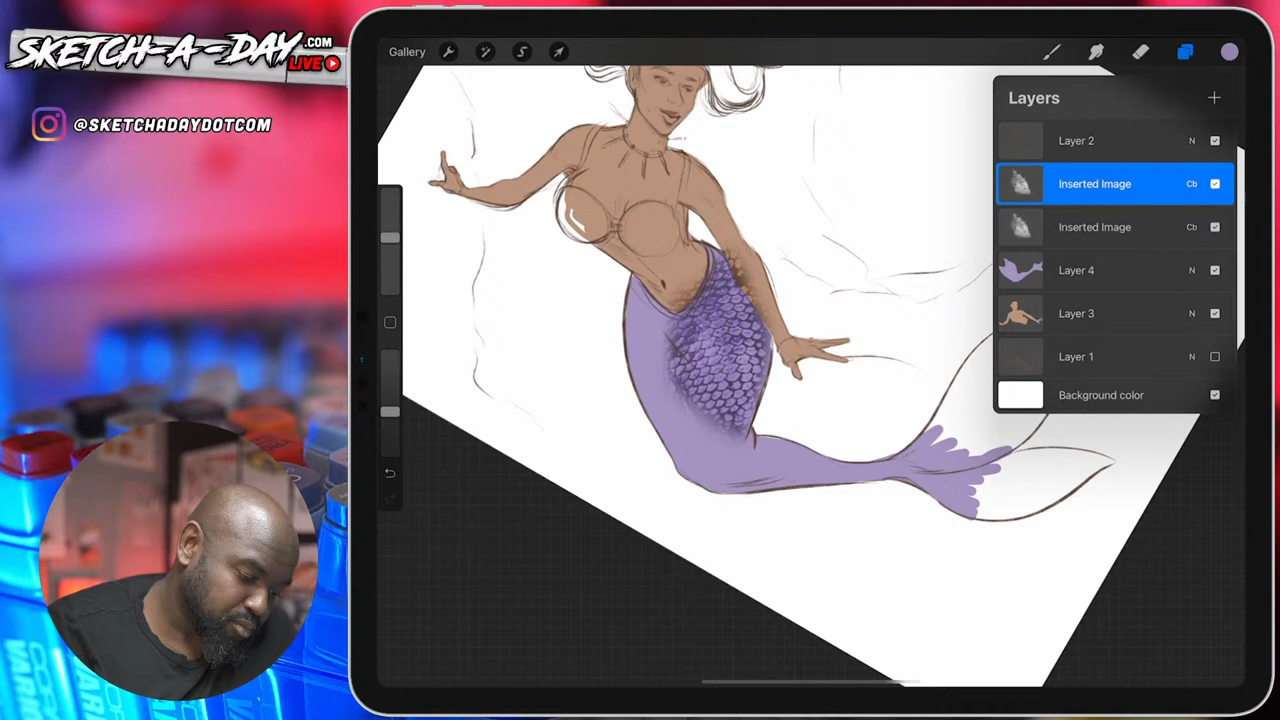 SKETCH-A-DAY.COM
LIVE
@SKETCHADAYDOTCOM
Gallery
Layers
Layer 2 N
Inserted Image Cb
Inserted Image Cb
Layer 4 N
Layer 3 N
Layer 1 N
Background color